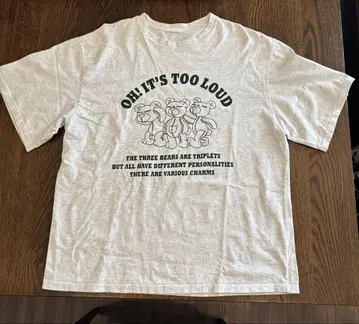 OH! IT'S TOO LOUD
THE THREE BEARS ARE TRIPLETS
BUT ALL HAVE DIFFERENT PERSONALITIES
THERE ARE VARIOUS CHARMS